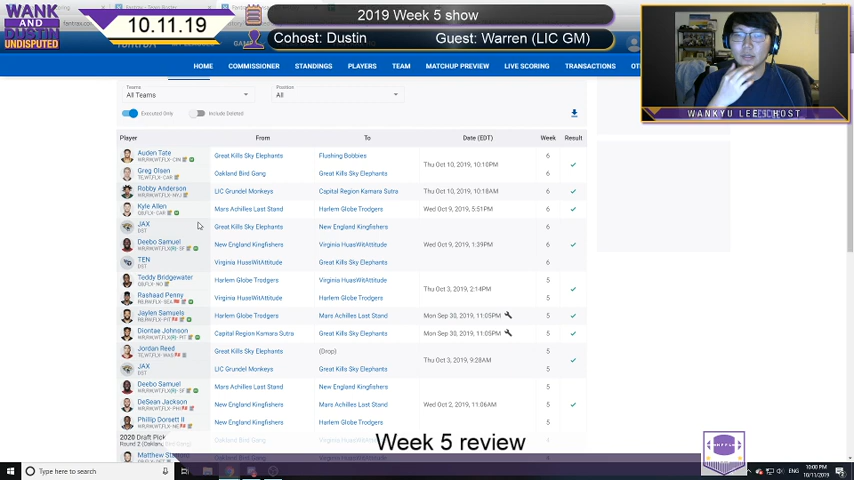 WANK AND DUSTIN UNDISPUTED
10.11.19
2019 Week 5 show
Cohost: Dustin Guest: Warren (LIC GM)
HOME COMMISSIONER STANDINGS PLAYERS TEAM MATCHUP PREVIEW LIVE SCORING TRANSACTIONS
Teams Position
All Teams All
Executed Only Include Deleted
Player From To Date (EDT) Week Result
Auden Tate Great Kills Sky Elephants Flushing Bobbies 6
Thu Oct 10, 2019, 10:10PM
Greg Olsen Oakland Bird Gang Great Kills Sky Elephants 6
Robby Anderson LIC Grundel Monkeys Capital Region Kamara Sutra Thu Oct 10, 2019, 10:18AM 6
Kyle Allen Mars Achilles Last Stand Harlem Globe Trodgers Wed Oct 9, 2019, 5:51PM 6
JAX Great Kills Sky Elephants New England Kingfishers 6
DST
Deebo Samuel New England Kingfishers Virginia HuasWitAttitude Wed Oct 9, 2019, 1:39PM 6
TEN Virginia HuasWitAttitude Great Kills Sky Elephants 6
DST
Teddy Bridgewater Harlem Globe Trodgers Virginia HuasWitAttitude 5
Thu Oct 3, 2019, 2:14PM
Rashaad Penny Virginia HuasWitAttitude Harlem Globe Trodgers 5
Jaylen Samuels Harlem Globe Trodgers Mars Achilles Last Stand Mon Sep 30, 2019, 11:05PM 5
Diontae Johnson Capital Region Kamara Sutra Great Kills Sky Elephants Mon Sep 30, 2019, 11:05PM 5
Jordan Reed Great Kills Sky Elephants (Drop) 5
Thu Oct 3, 2019, 9:28AM
JAX LIC Grundel Monkeys Great Kills Sky Elephants 5
DST
Deebo Samuel Mars Achilles Last Stand New England Kingfishers 5
DeSean Jackson New England Kingfishers Mars Achilles Last Stand Wed Oct 2, 2019, 11:06AM 5
Phillip Dorsett II New England Kingfishers Harlem Globe Trodgers 5
2020 Draft Pick
Round 2 Oakland Bird Gang
Week 5 review
Type here to search
ENG
10:00 PM
10/11/2019